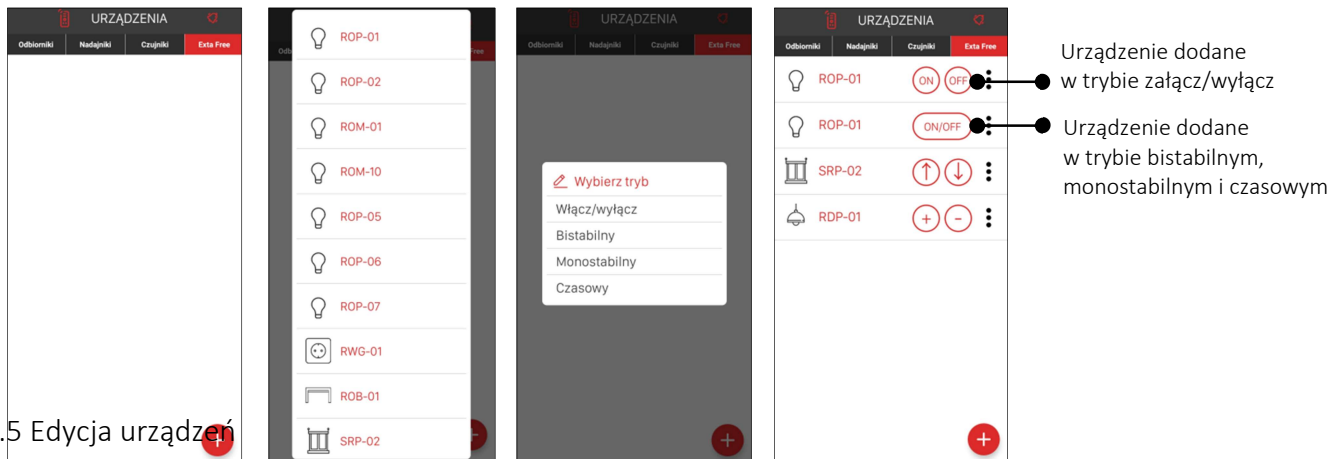 URZĄDZENIA
Odbiorniki Nadajniki Czujniki Exta Free
ROP-01
ROP-02
ROM-01
ROM-10
ROP-05
ROP-06
ROP-07
RWG-01
ROB-01
SRP-02
Free
URZĄDZENIA
Odbiorniki Nadajniki Czujniki Exta Free
Wybierz tryb
Włącz/wyłącz
Bistabilny
Monostabilny
Czasowy
URZĄDZENIA
Odbiorniki Nadajniki Czujniki Exta Free
ROP-01 ON OFF
ROP-01 ON/OFF
SRP-02
RDP-01 + -
+
Urządzenie dodane
w trybie załącz/wyłącz
Urządzenie dodane
w trybie bistabilnym,
monostabilnym i czasowym
.5 Edycja urządzeń